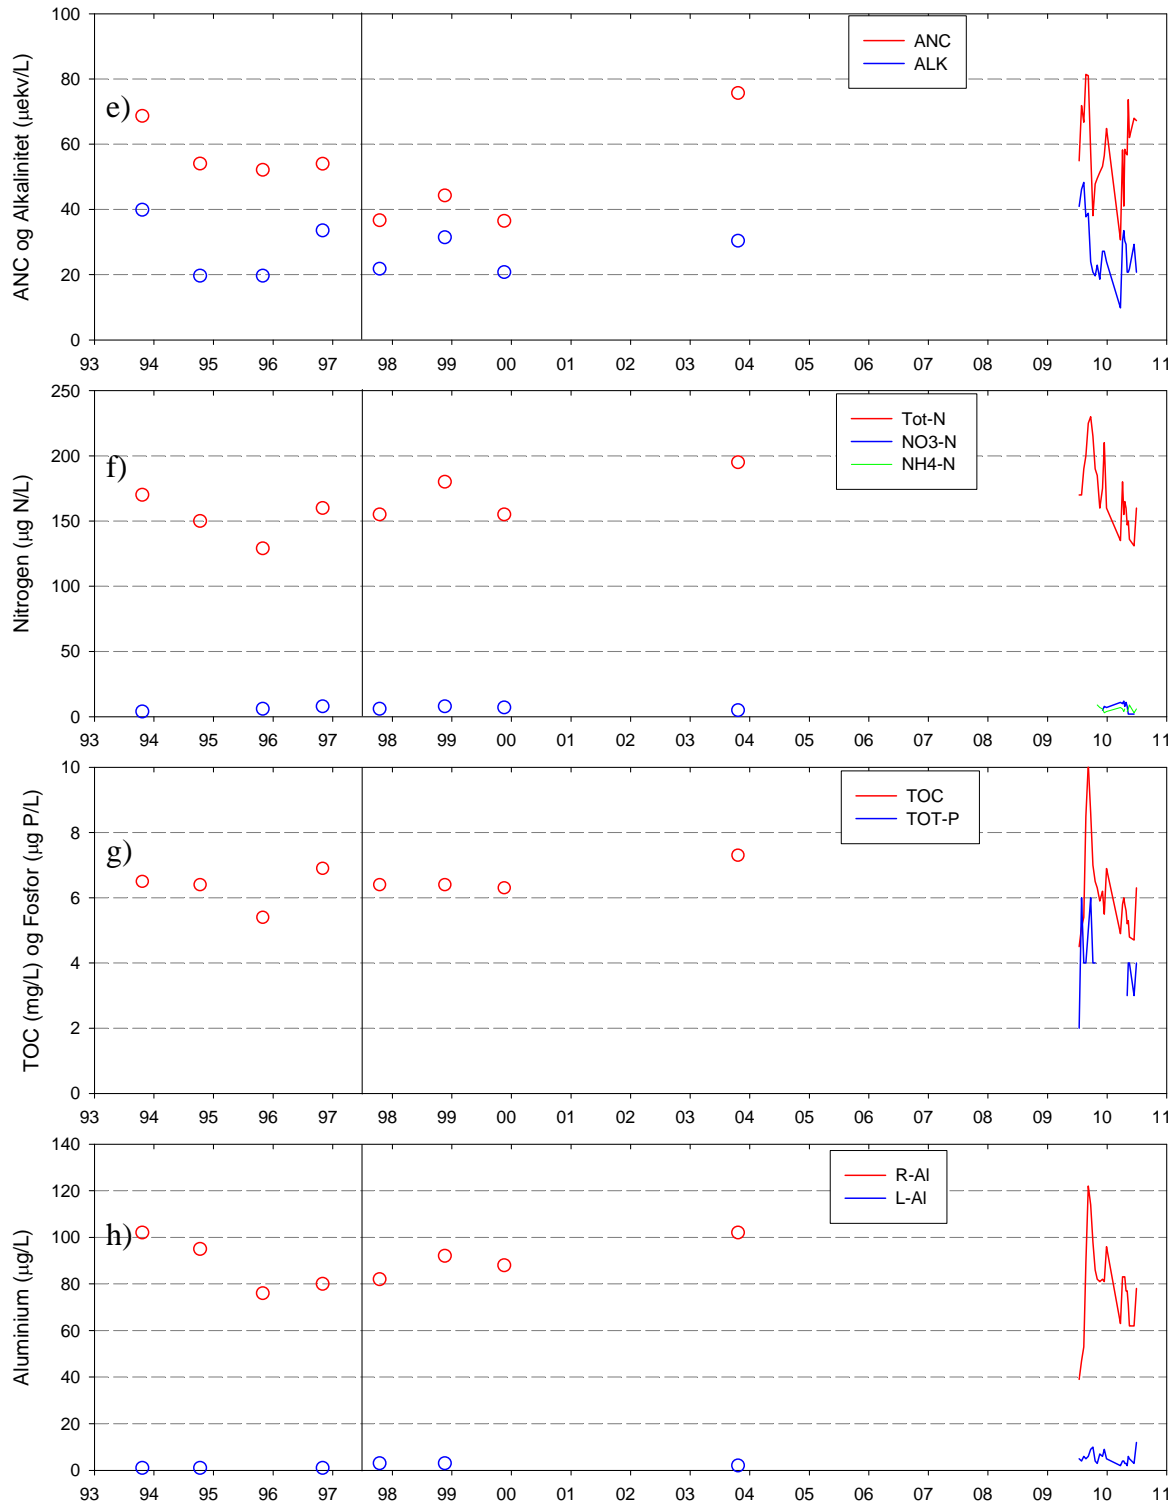 ANC og Alkalinitet (µekv/L)
100
80
60
40
20
0
e)
ANC
ALK
93 94 95 96 97 98 99 00 01 02 03 04 05 06 07 08 09 10 11
Nitrogen (µg N/L)
250
200
150
100
50
0
f)
Tot-N
NO3-N
NH4-N
93 94 95 96 97 98 99 00 01 02 03 04 05 06 07 08 09 10 11
TOC (mg/L) og Fosfor (µg P/L)
10
8
6
4
2
0
g)
TOC
TOT-P
93 94 95 96 97 98 99 00 01 02 03 04 05 06 07 08 09 10 11
Aluminium (µg/L)
140
120
100
80
60
40
20
0
h)
R-Al
L-Al
93 94 95 96 97 98 99 00 01 02 03 04 05 06 07 08 09 10 11